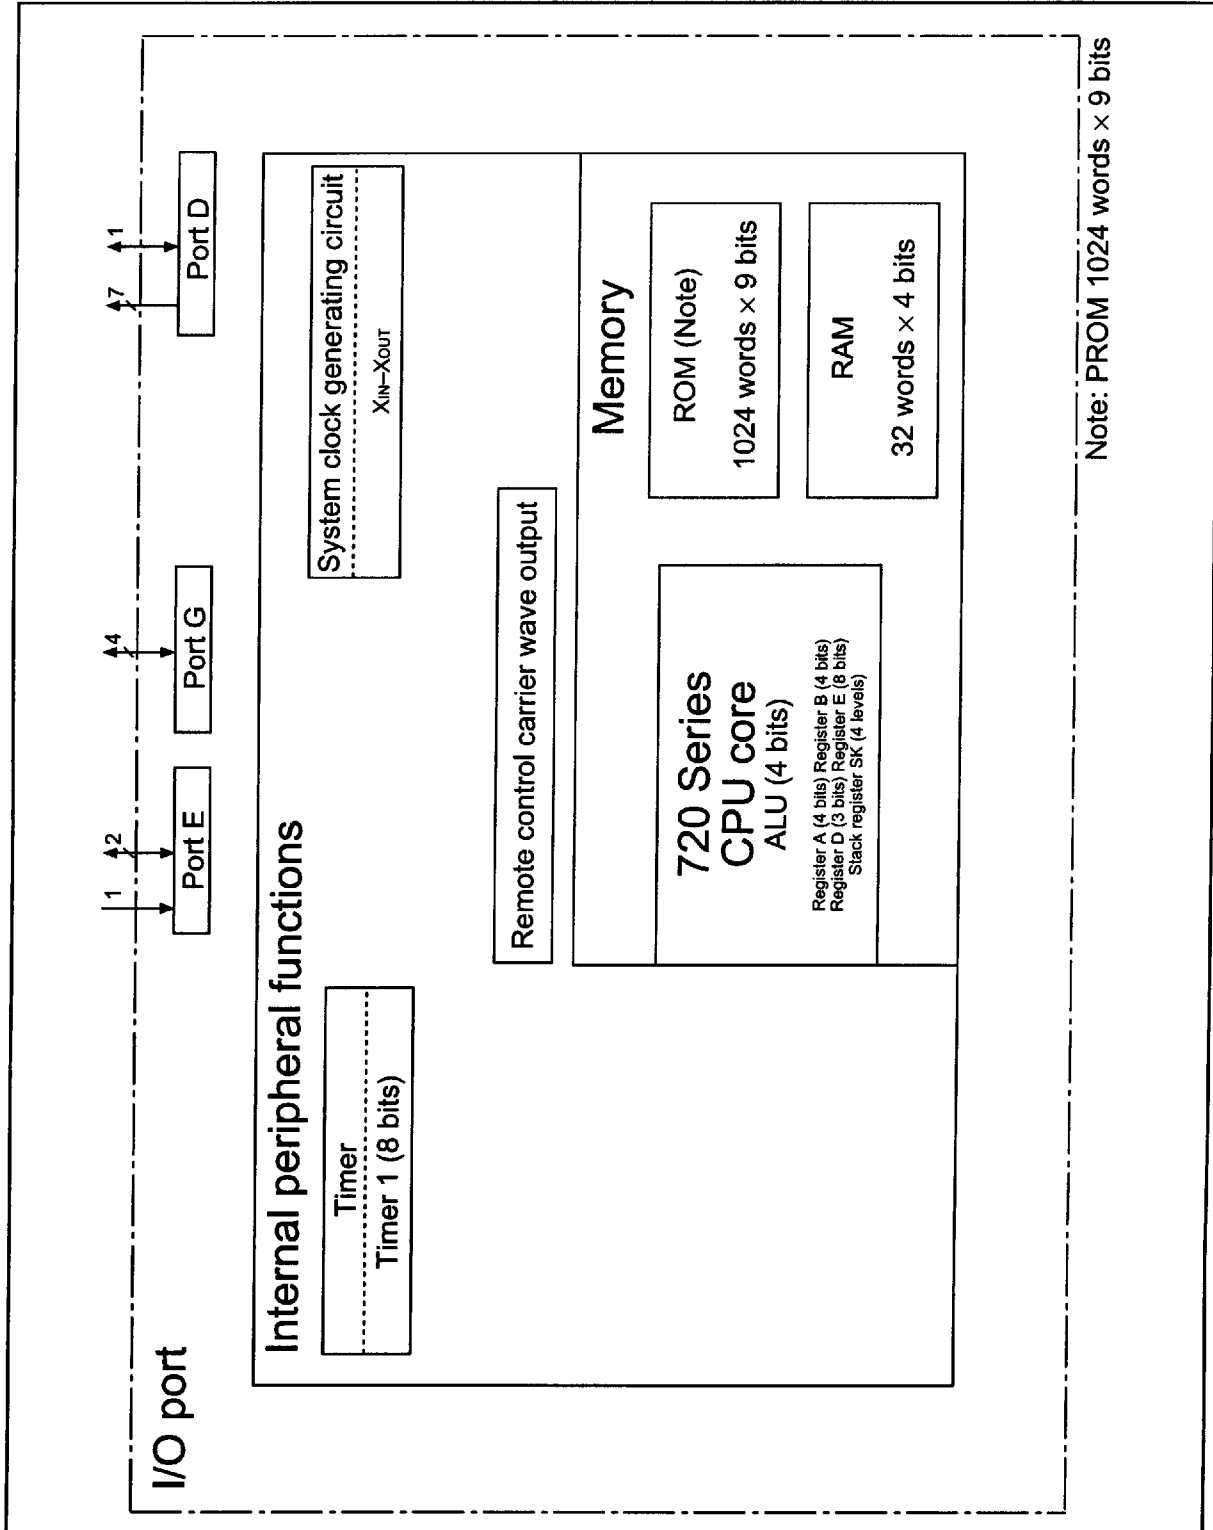 I/O port
1
2
4
7
1
Port E
Port G
Port D
Internal peripheral functions
Timer
Timer 1 (8 bits)
System clock generating circuit
XIN–XOUT
Remote control carrier wave output
Memory
720 Series
CPU core
ALU (4 bits)
Register A (4 bits) Register B (4 bits)
Register D (3 bits) Register E (8 bits)
Stack register SK (4 levels)
ROM (Note)
1024 words × 9 bits
RAM
32 words × 4 bits
Note: PROM 1024 words × 9 bits